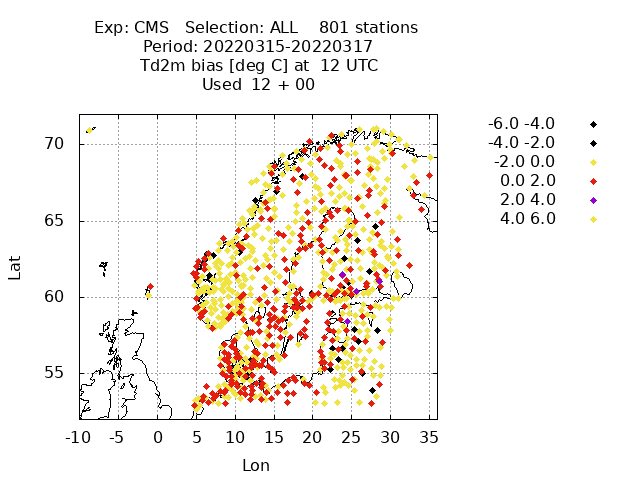 Exp: CMS Selection: ALL 801 stations
Period: 20220315-20220317
Td2m bias [deg C] at 12 UTC
Used 12 + 00
-6.0 -4.0
-4.0 -2.0
-2.0 0.0
0.0 2.0
2.0 4.0
4.0 6.0
70
65
60
55
Lat
-10 -5 0 5 10 15 20 25 30 35
Lon